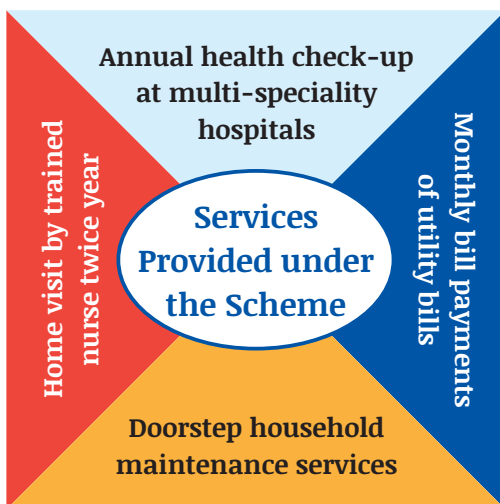 Annual health check-up
at multi-speciality
hospitals
Home visit by trained
nurse twice year
Services
Provided under
the Scheme
Monthly bill payments
of utility bills
Doorstep household
maintenance services